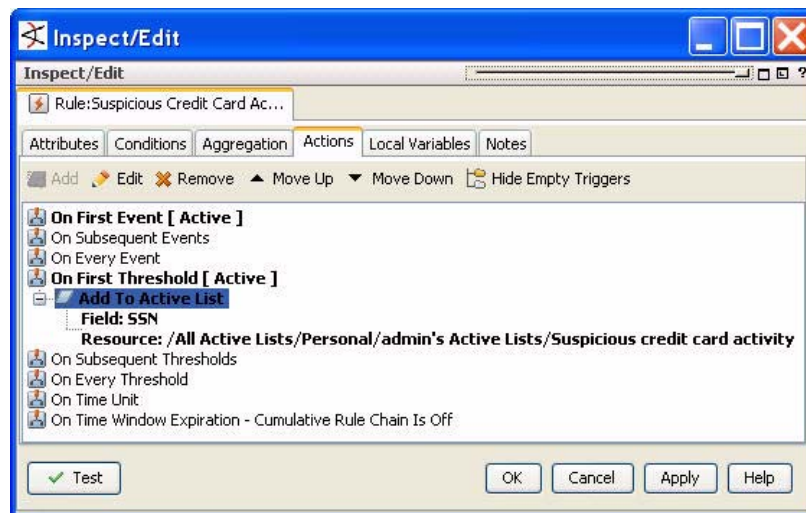 Inspect/Edit
Inspect/Edit ?
Rule:Suspicious Credit Card Ac...
Attributes Conditions Aggregation Actions Local Variables Notes
Add Edit Remove Move Up Move Down Hide Empty Triggers
On First Event [ Active ]
On Subsequent Events
On Every Event
On First Threshold [ Active ]
Add To Active List
Field: SSN
Resource: /All Active Lists/Personal/admin's Active Lists/Suspicious credit card activity
On Subsequent Thresholds
On Every Threshold
On Time Unit
On Time Window Expiration - Cumulative Rule Chain Is Off
Test OK Cancel Apply Help